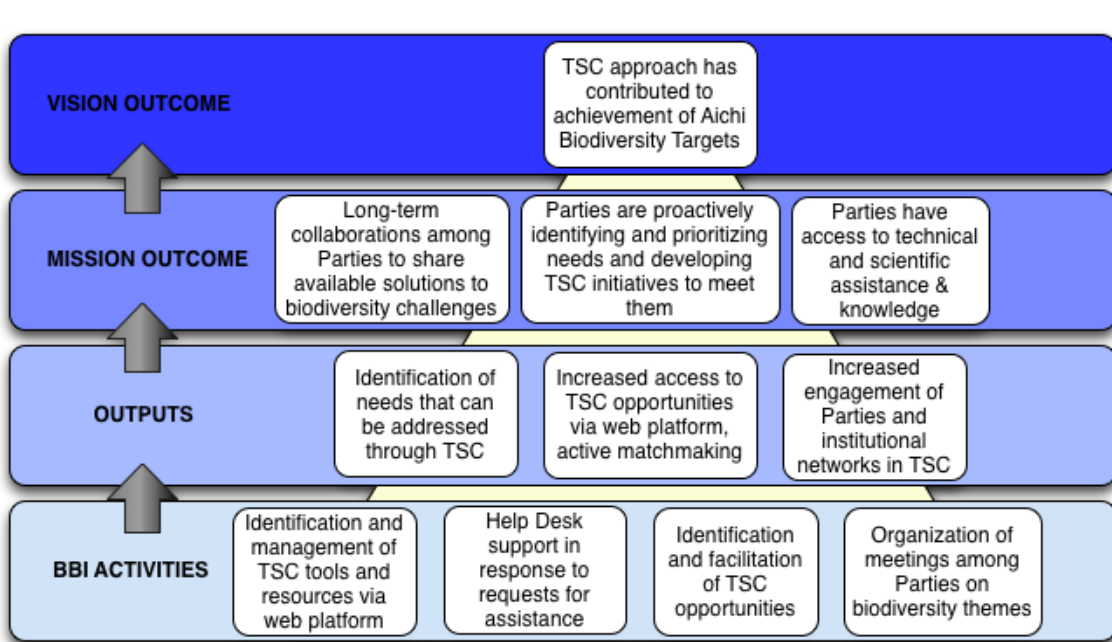 VISION OUTCOME
TSC approach has
contributed to
achievement of Aichi
Biodiversity Targets
MISSION OUTCOME
Long-term
collaborations among
Parties to share
available solutions to
biodiversity challenges
Parties are proactively
identifying and prioritizing
needs and developing
TSC initiatives to meet
them
Parties have
access to technical
and scientific
assistance &
knowledge
OUTPUTS
Identification of
needs that can
be addressed
through TSC
Increased access to
TSC opportunities
via web platform,
active matchmaking
Increased
engagement of
Parties and
institutional
networks in TSC
BBI ACTIVITIES
Identification and
management of
TSC tools and
resources via
web platform
Help Desk
support in
response to
requests for
assistance
Identification
and facilitation
of TSC
opportunities
Organization of
meetings among
Parties on
biodiversity themes